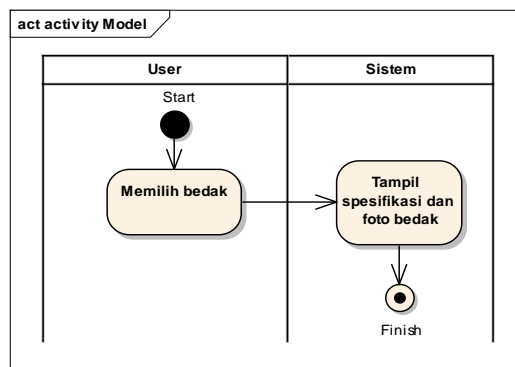 act activity Model
User
Sistem
Start
Memilih bedak
Tampil
spesifikasi dan
foto bedak
Finish